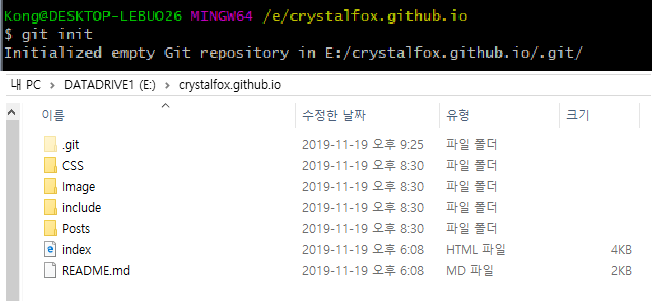 Kong@DESKTOP-LEBUO26 MINGW64 /e/crystalfox.github.io
$ git init
Initialized empty Git repository in E:/crystalfox.github.io/.git/
내 PC > DATADRIVE1 (E:) > crystalfox.github.io
이름 수정한 날짜 유형 크기
.git 2019-11-19 오후 9:25 파일 폴더
CSS 2019-11-19 오후 8:30 파일 폴더
Image 2019-11-19 오후 8:30 파일 폴더
include 2019-11-19 오후 8:30 파일 폴더
Posts 2019-11-19 오후 8:30 파일 폴더
index 2019-11-19 오후 6:08 HTML 파일 4KB
README.md 2019-11-19 오후 6:08 MD 파일 2KB